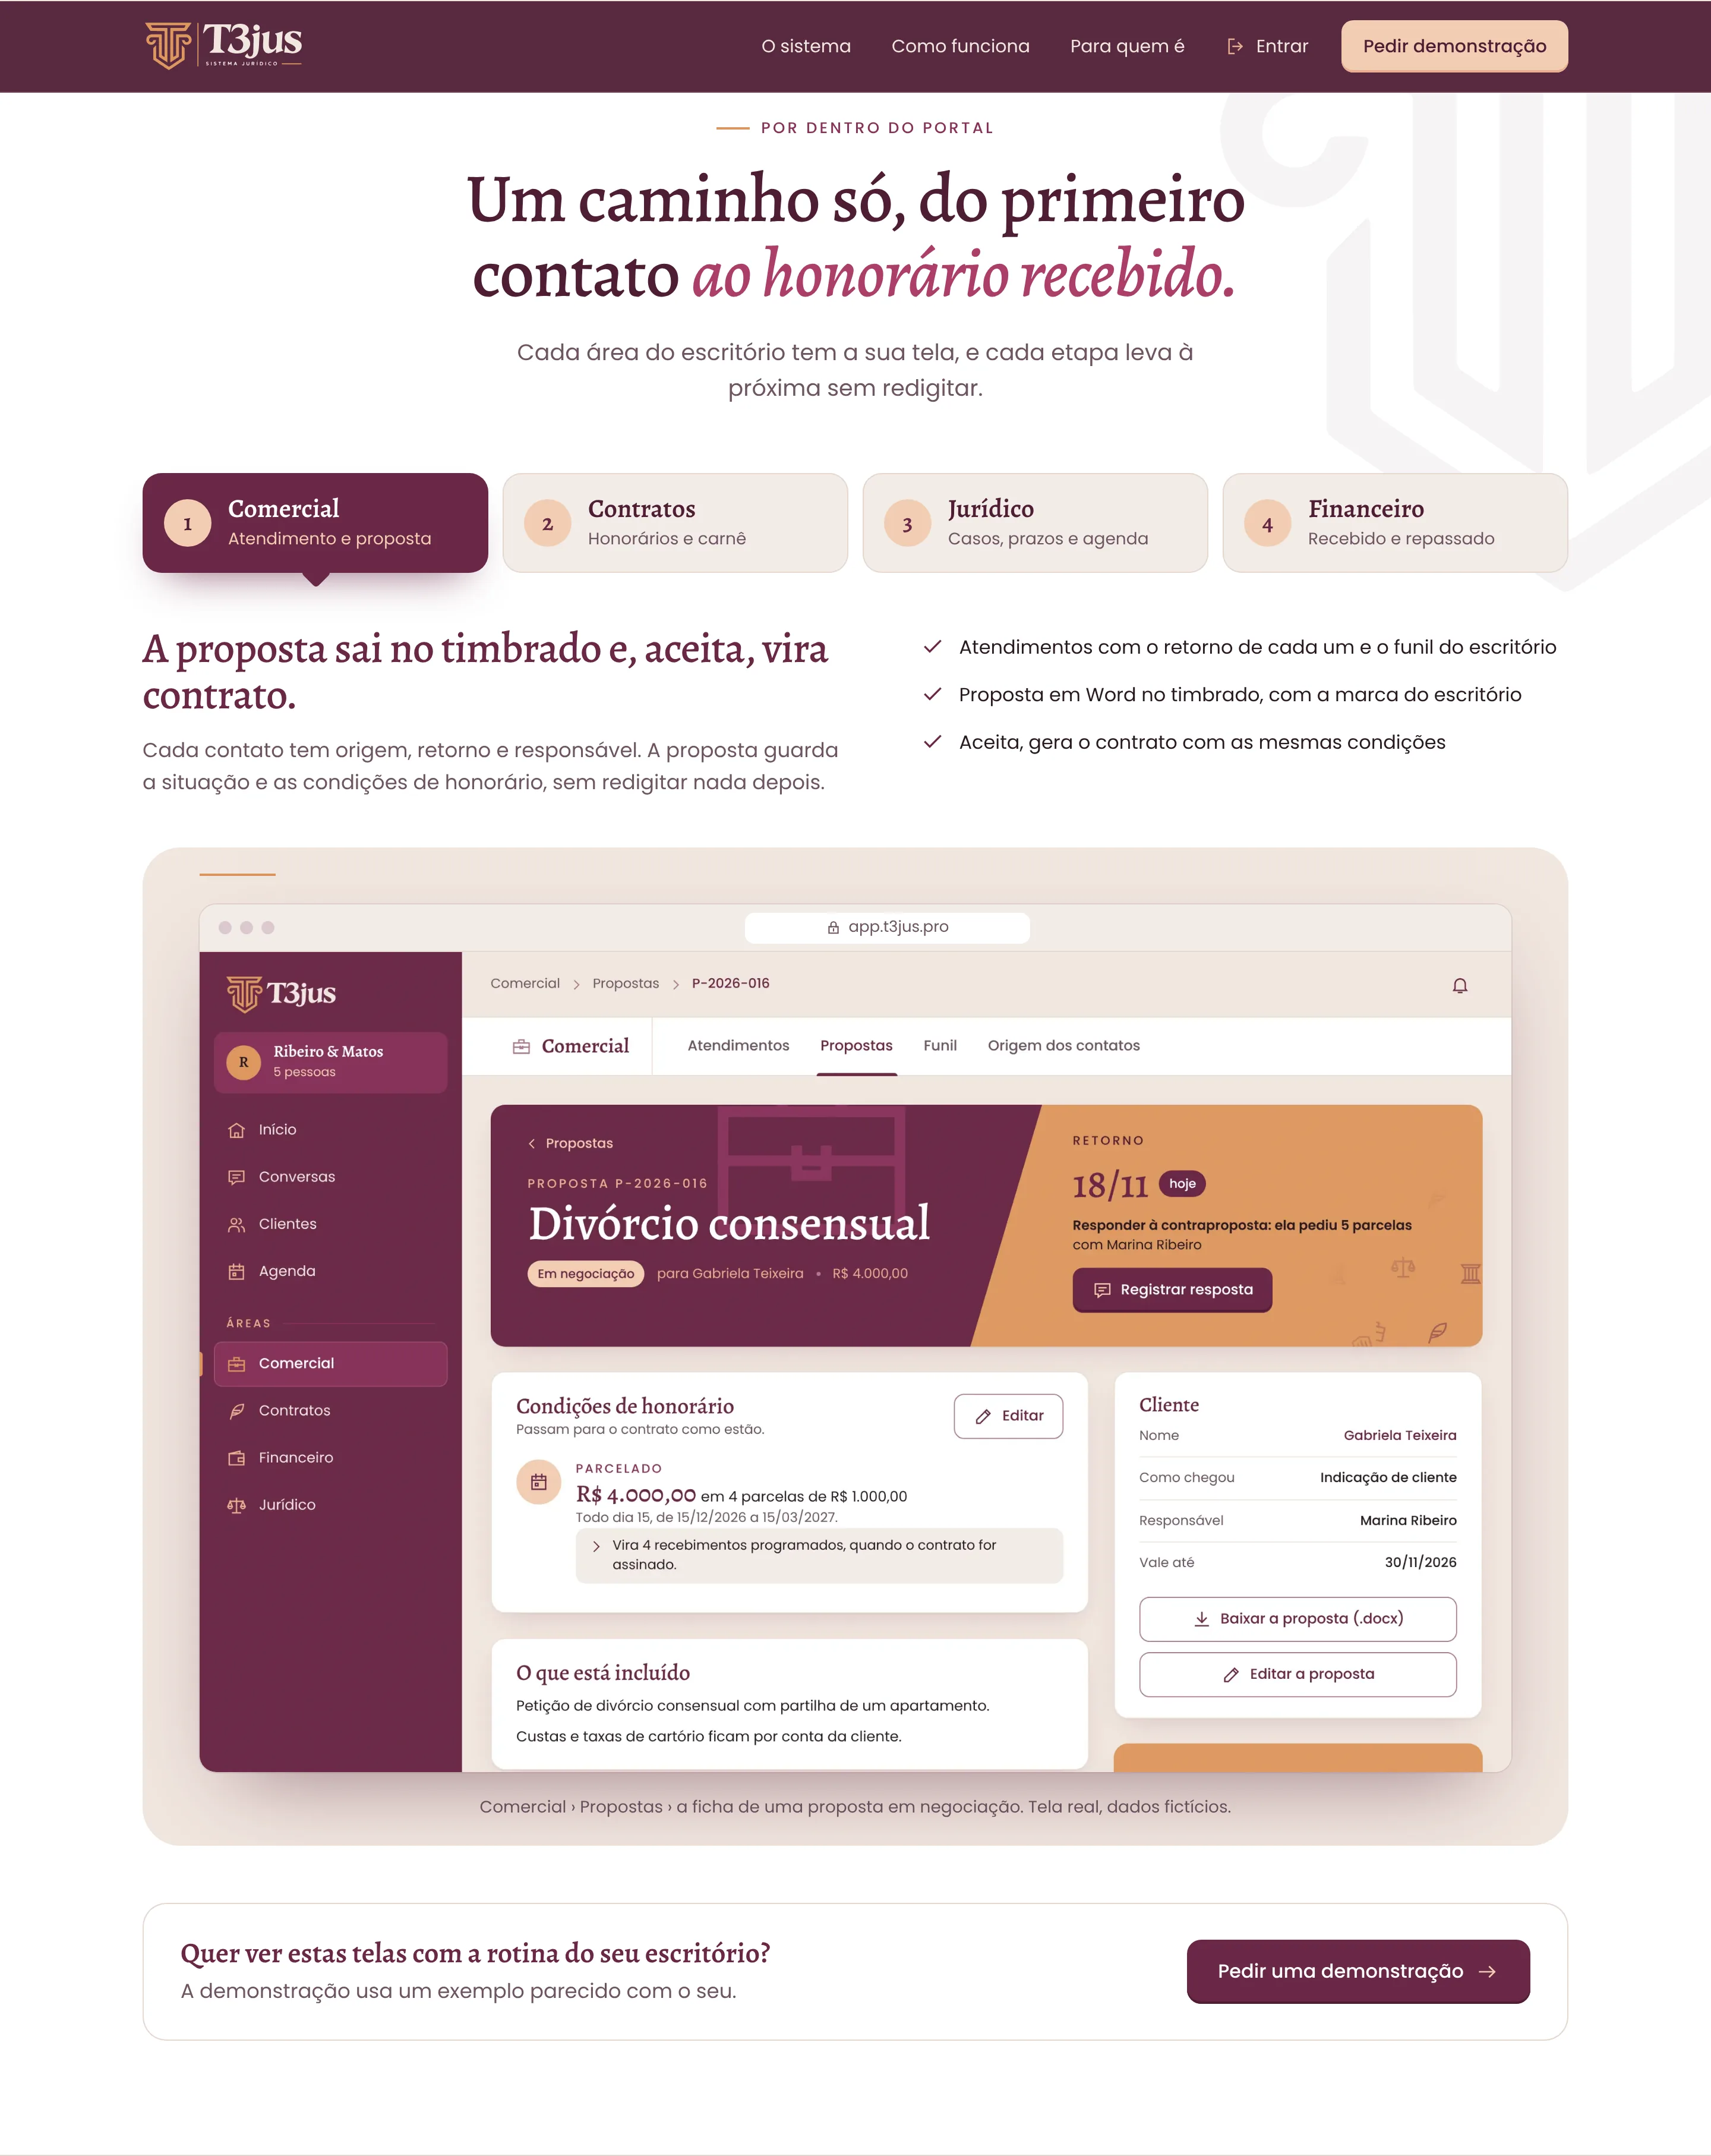 T3jus
SISTEMA JURÍDICO
O sistema
Como funciona
Para quem é
Entrar
Pedir demonstração
POR DENTRO DO PORTAL
Um caminho só, do primeiro
contato ao honorário recebido.
Cada área do escritório tem a sua tela, e cada etapa leva à
próxima sem redigitar.
1
Comercial
Atendimento e proposta
2
Contratos
Honorários e carnê
3
Jurídico
Casos, prazos e agenda
4
Financeiro
Recebido e repassado
A proposta sai no timbrado e, aceita, vira
contrato.
Cada contato tem origem, retorno e responsável. A proposta guarda
a situação e as condições de honorário, sem redigitar nada depois.
Atendimentos com o retorno de cada um e o funil do escritório
Proposta em Word no timbrado, com a marca do escritório
Aceita, gera o contrato com as mesmas condições
app.t3jus.pro
T3jus
R
Ribeiro & Matos
5 pessoas
Início
Conversas
Clientes
Agenda
ÁREAS
Comercial
Contratos
Financeiro
Jurídico
Comercial > Propostas > P-2026-016
Comercial
Atendimentos
Propostas
Funil
Origem dos contatos
Propostas
PROPOSTA P-2026-016
Divórcio consensual
Em negociação
para Gabriela Teixeira • R$ 4.000,00
RETORNO
18/11 hoje
Responder à contraproposta: ela pediu 5 parcelas
com Marina Ribeiro
Registrar resposta
Condições de honorário
Passam para o contrato como estão.
Editar
PARCELADO
R$ 4.000,00 em 4 parcelas de R$ 1.000,00
Todo dia 15, de 15/12/2026 a 15/03/2027.
Vira 4 recebimentos programados, quando o contrato for
assinado.
O que está incluído
Petição de divórcio consensual com partilha de um apartamento.
Custas e taxas de cartório ficam por conta da cliente.
Cliente
Nome Gabriela Teixeira
Como chegou Indicação de cliente
Responsável Marina Ribeiro
Vale até 30/11/2026
Baixar a proposta (.docx)
Editar a proposta
Comercial › Propostas › a ficha de uma proposta em negociação. Tela real, dados fictícios.
Quer ver estas telas com a rotina do seu escritório?
A demonstração usa um exemplo parecido com o seu.
Pedir uma demonstração